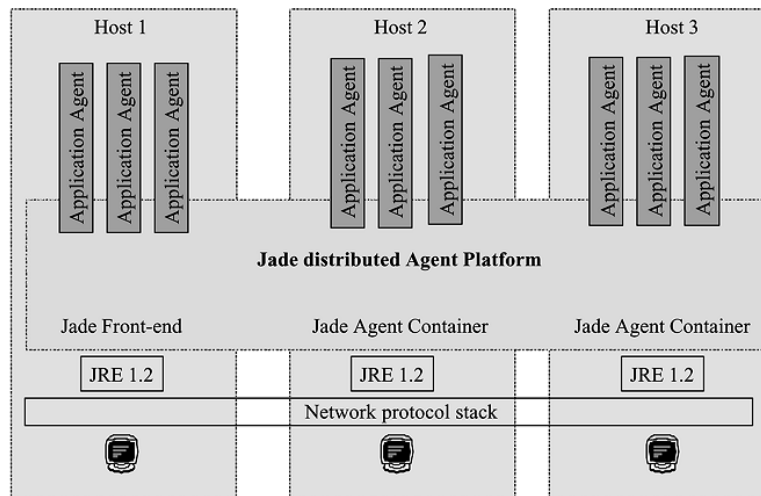 Host 1
Host 2
Host 3
Application Agent
Application Agent
Application Agent
Application Agent
Application Agent
Application Agent
Application Agent
Application Agent
Application Agent
Jade distributed Agent Platform
Jade Front-end
Jade Agent Container
Jade Agent Container
JRE 1.2
JRE 1.2
JRE 1.2
Network protocol stack